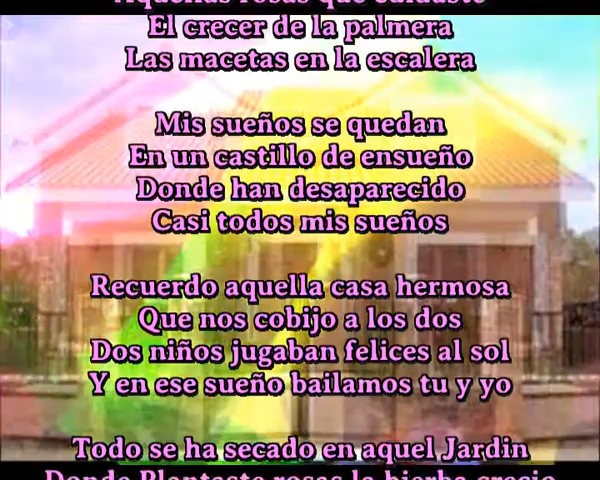 Aquellas rosas que cuidaste
El crecer de la palmera
Las macetas en la escalera
Mis sueños se quedan
En un castillo de ensueño
Donde han desaparecido
Casi todos mis sueños
Recuerdo aquella casa hermosa
Que nos cobijo a los dos
Dos niños jugaban felices al sol
Y en ese sueño bailamos tu y yo
Todo se ha secado en aquel Jardin
Donde Plantaste rosas la hierba crecio